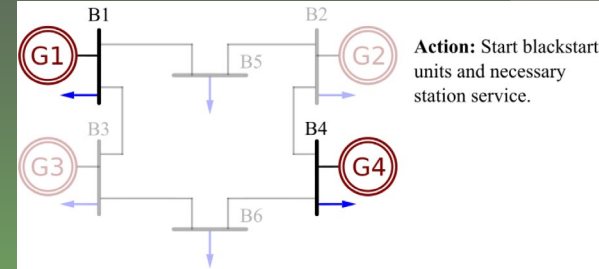 B1
B2
G1
G2
B5
Action: Start blackstart
units and necessary
station service.
B3
B4
G3
G4
B6